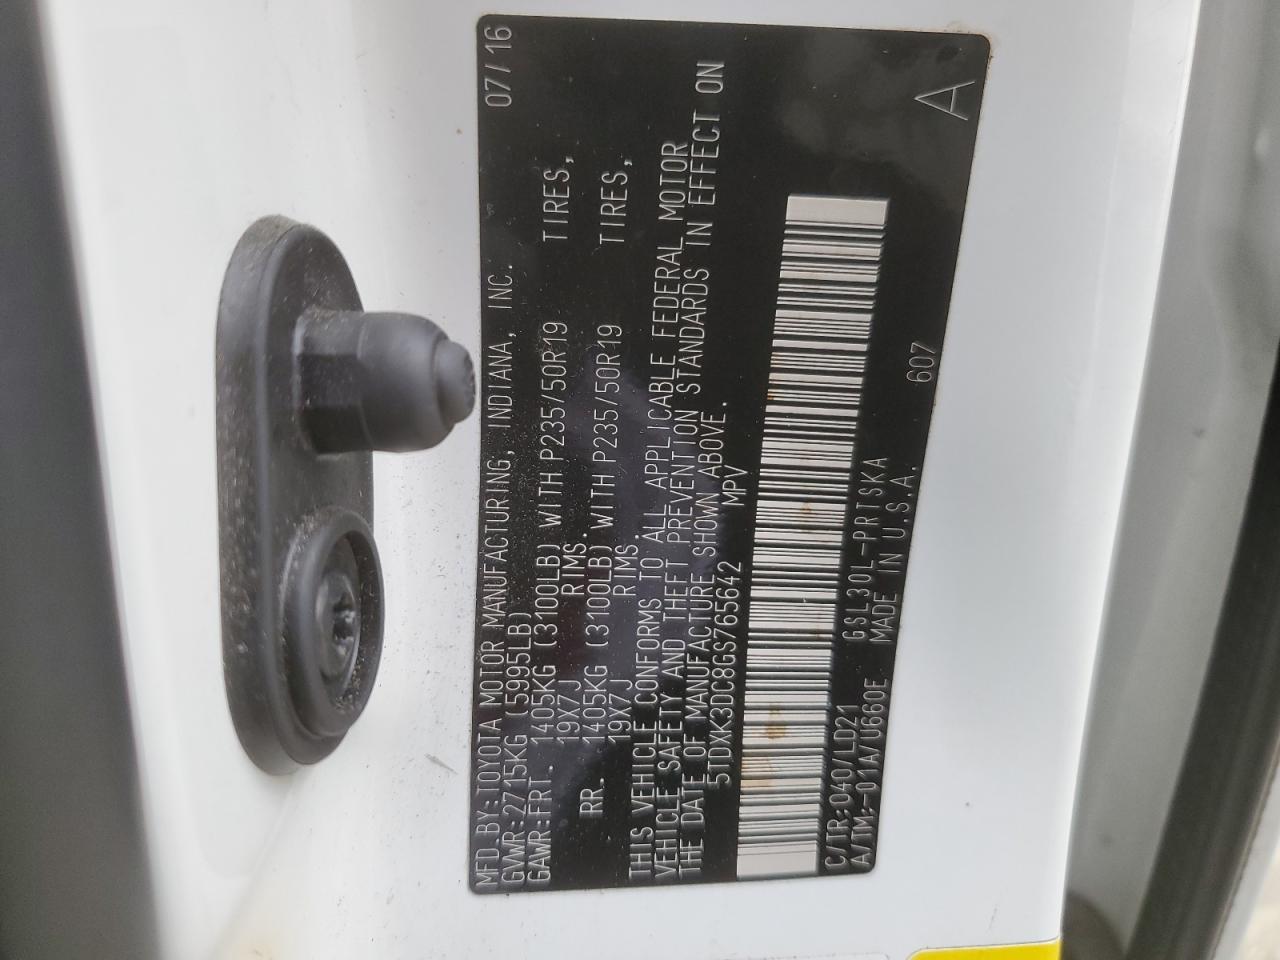 MFD.BY:TOYOTA MOTOR MANUFACTURING, INDIANA, INC. 07/16
GVWR:2715KG (5995LB)
GAWR:FRT. 1405KG (3100LB) WITH P235/50R19 TIRES,
19X7J RIMS.
RR. 1405KG (3100LB) WITH P235/50R19 TIRES,
19X7J RIMS.
THIS VEHICLE CONFORMS TO ALL APPLICABLE FEDERAL MOTOR
VEHICLE SAFETY AND THEFT PREVENTION STANDARDS IN EFFECT ON
THE DATE OF MANUFACTURE SHOWN ABOVE.
5TDXK3DC8GS765642 MPV
C/TR:040/LD21 GSL30L-PRTSKA 607
A/TM:-01A/U660E MADE IN U.S.A.
A